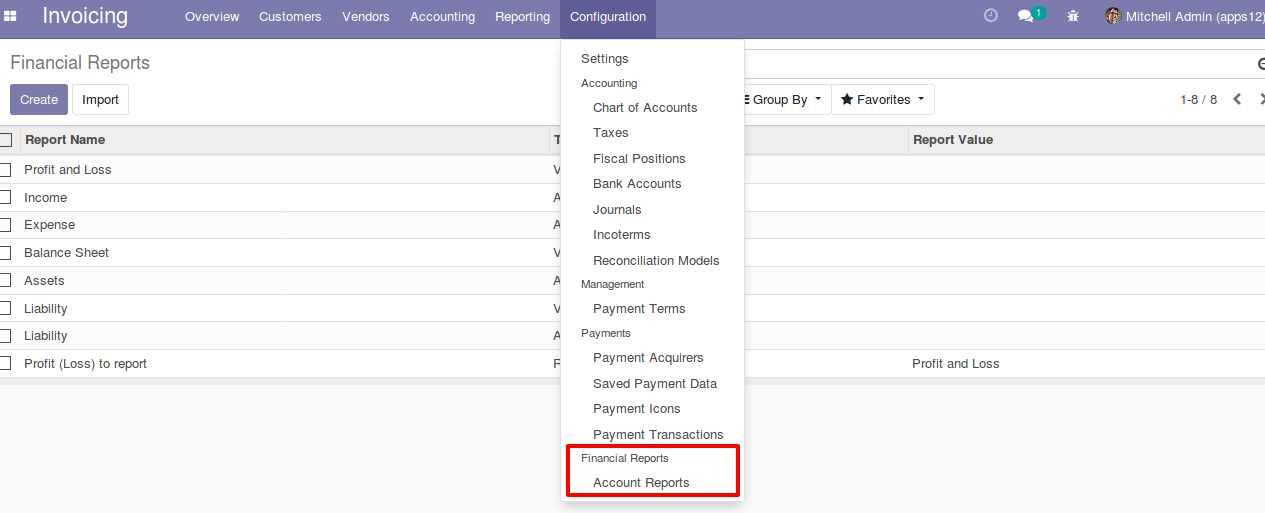 Invoicing Overview Customers Vendors Accounting Reporting Configuration 1 Mitchell Admin (apps12)
Financial Reports
Create Import Group By Favorites 1-8 / 8
Report Name T Report Value
Profit and Loss V
Income A
Expense A
Balance Sheet V
Assets A
Liability V
Liability A
Profit (Loss) to report R Profit and Loss
Settings
Accounting
Chart of Accounts
Taxes
Fiscal Positions
Bank Accounts
Journals
Incoterms
Reconciliation Models
Management
Payment Terms
Payments
Payment Acquirers
Saved Payment Data
Payment Icons
Payment Transactions
Financial Reports
Account Reports